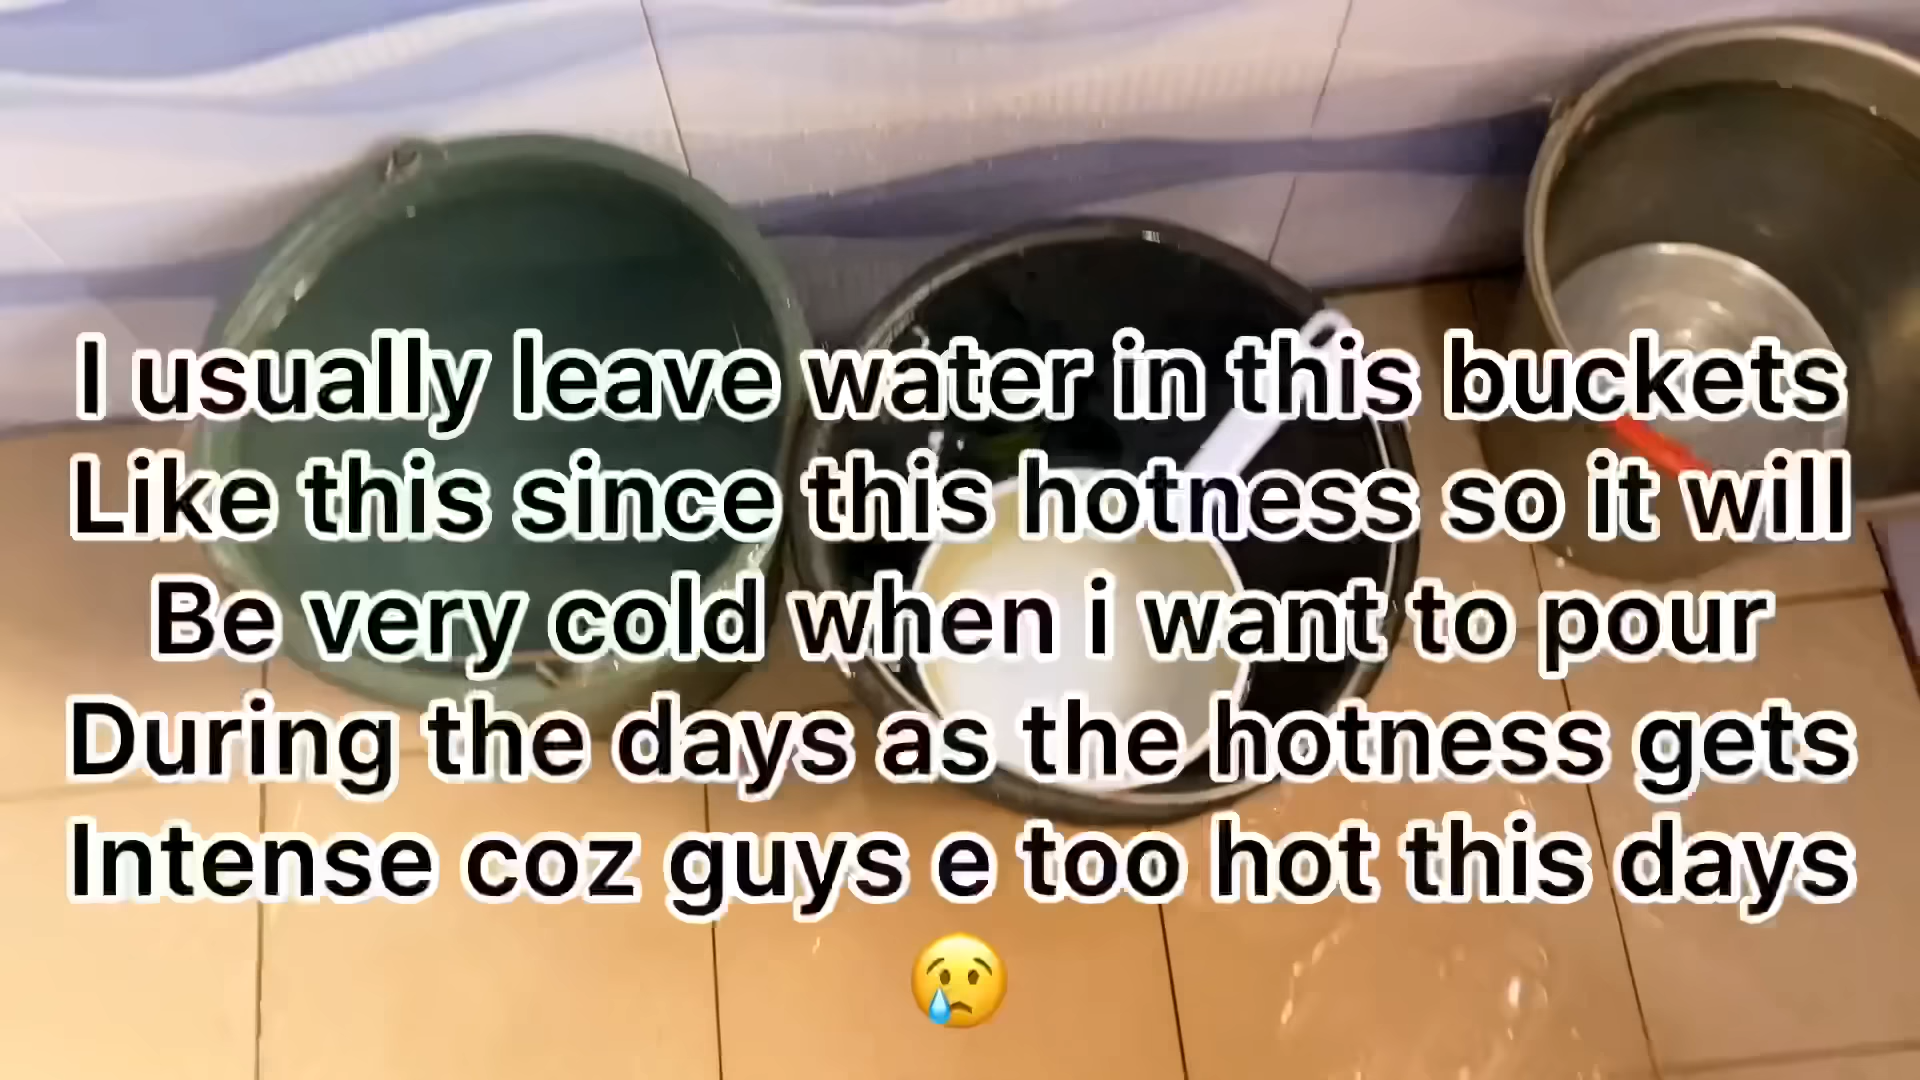 I usually leave water in this buckets
Like this since this hotness so it will
Be very cold when i want to pour
During the days as the hotness gets
Intense coz guys e too hot this days
😢